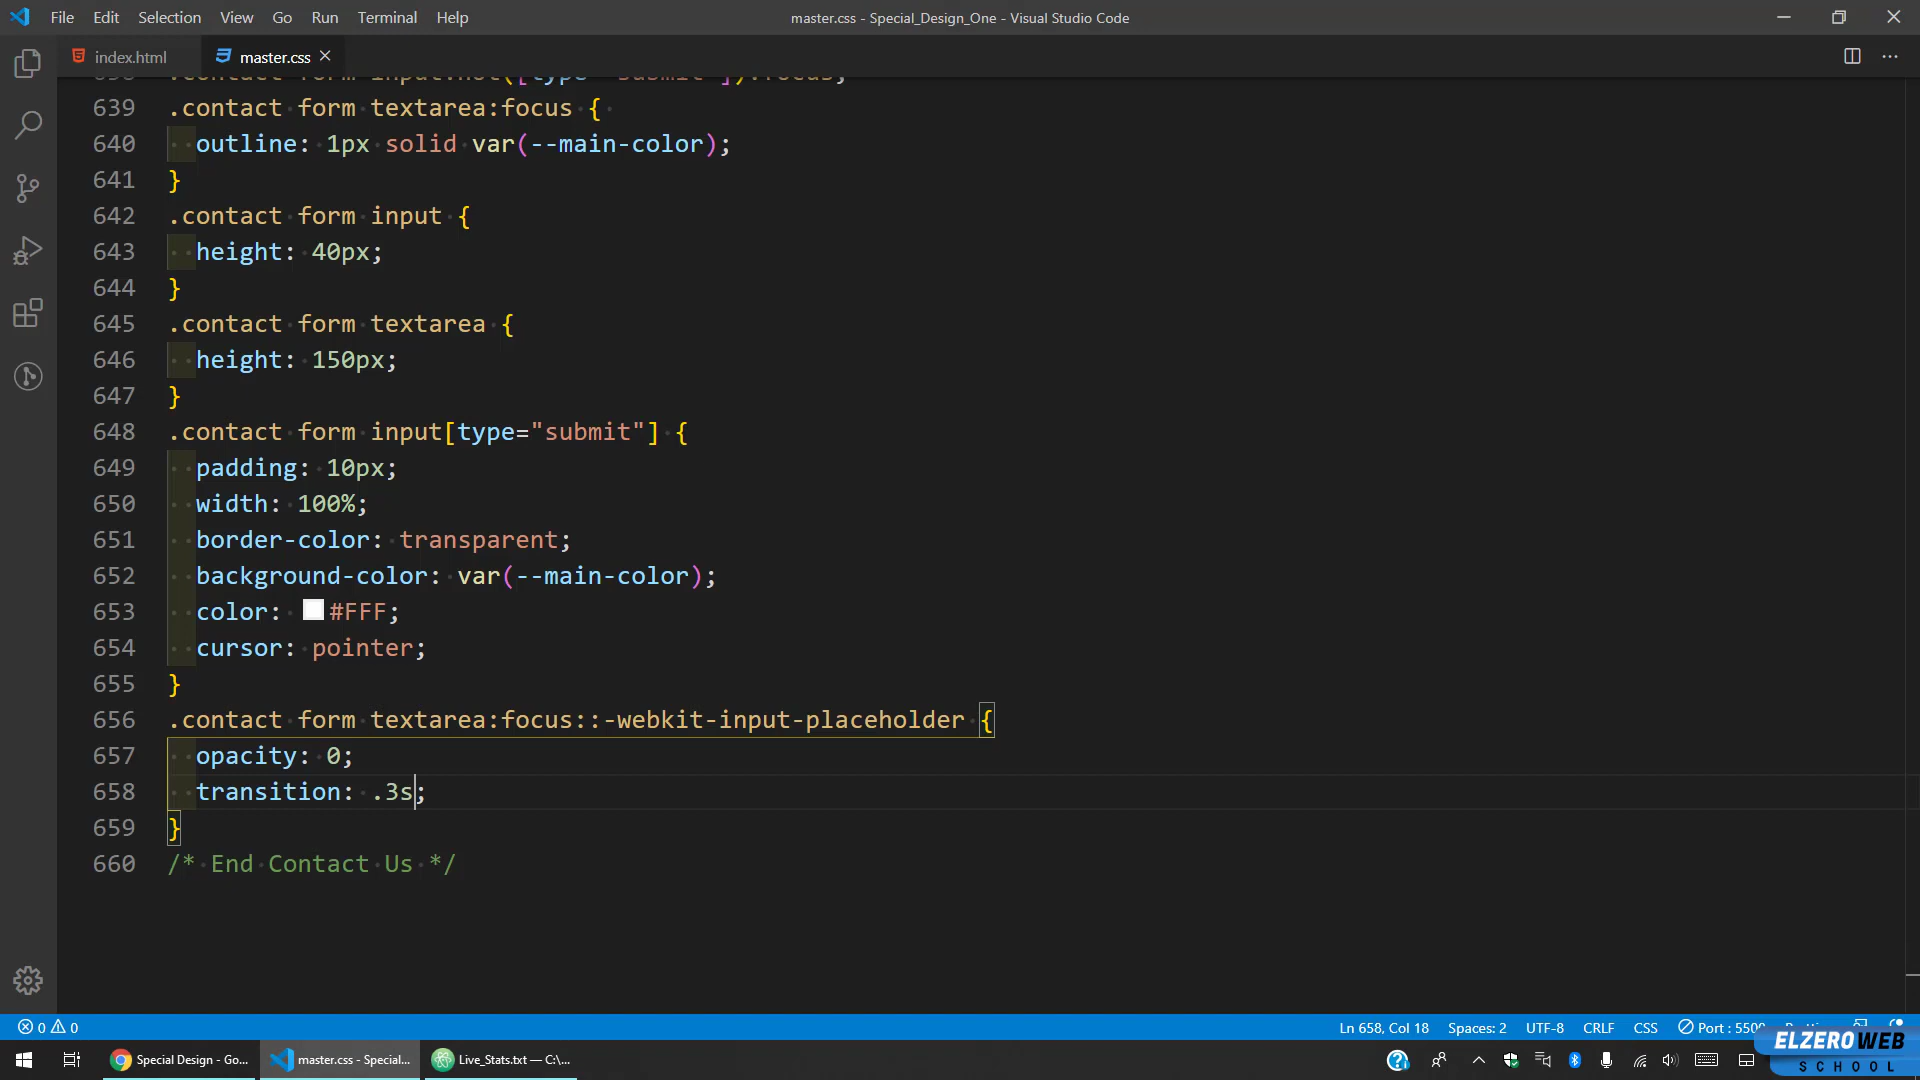 File Edit Selection View Go Run Terminal Help
master.css - Special_Design_One - Visual Studio Code
index.html
master.css
639 .contact form textarea:focus {
640 outline: 1px solid var(--main-color);
641 }
642 .contact form input {
643 height: 40px;
644 }
645 .contact form textarea {
646 height: 150px;
647 }
648 .contact form input[type="submit"] {
649 padding: 10px;
650 width: 100%;
651 border-color: transparent;
652 background-color: var(--main-color);
653 color: #FFF;
654 cursor: pointer;
655 }
656 .contact form textarea:focus::-webkit-input-placeholder {
657 opacity: 0;
658 transition: .3s;
659 }
660 /* End Contact Us */
0 0
Ln 658, Col 18 Spaces: 2 UTF-8 CRLF CSS Port : 5500
Special Design - Go...
master.css - Special...
Live_Stats.txt — C:\...
ELZEROWEB
SCHOOL